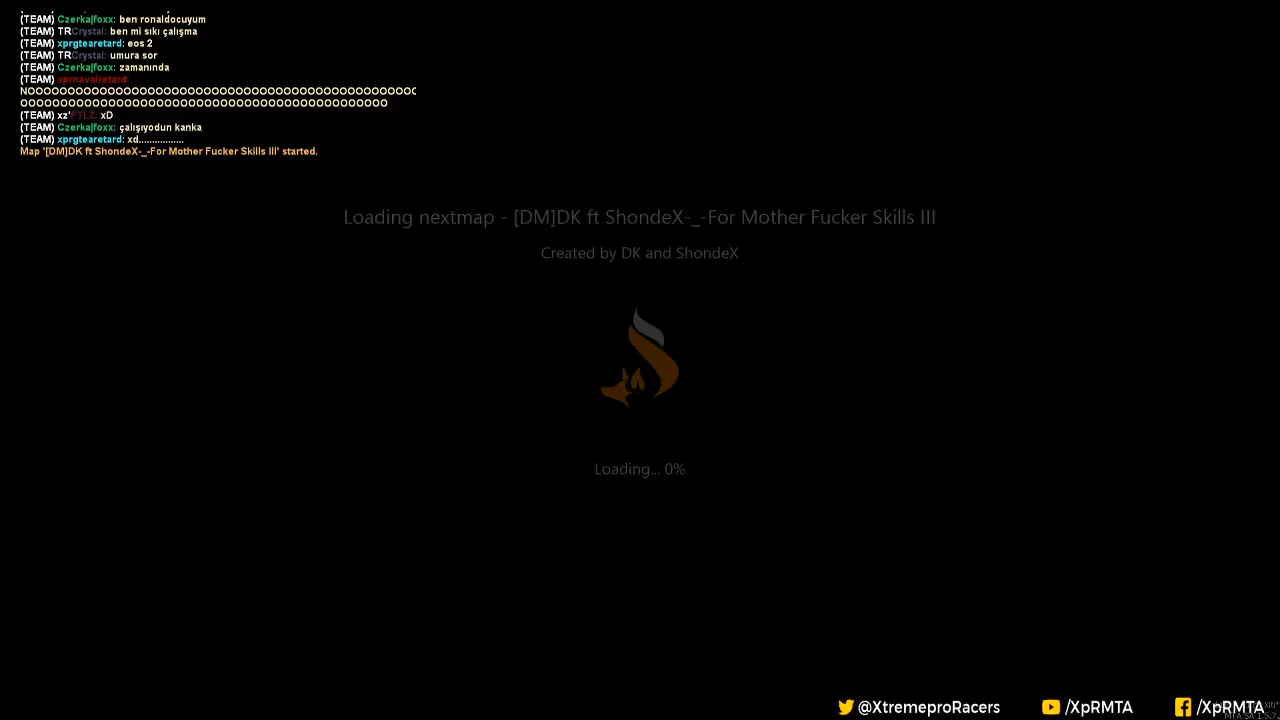 (TEAM) Czerka|foxx: ben ronaldocuyum
(TEAM) TRCrystal: ben mi sıkı çalışma
(TEAM) xprgtearetard: eos 2
(TEAM) TRCrystal: umura sor
(TEAM) Czerka|foxx: zamanında
(TEAM) xprnavairetard:
NOOOOOOOOOOOOOOOOOOOOOOOOOOOOOOOOOOOOOOOOOOOOOOOOO
OOOOOOOOOOOOOOOOOOOOOOOOOOOOOOOOOOOOOOOOOOOOOO
(TEAM) xz'FTLZ: xD
(TEAM) Czerka|foxx: çalışıyodun kanka
(TEAM) xprgtearetard: xd.................
Map '[DM]DK ft ShondeX-_-For Mother Fucker Skills III' started.
Loading nextmap - [DM]DK ft ShondeX-_-For Mother Fucker Skills III
Created by DK and ShondeX
Loading... 0%
@XtremeproRacers /XpRMTA /XpRMTA